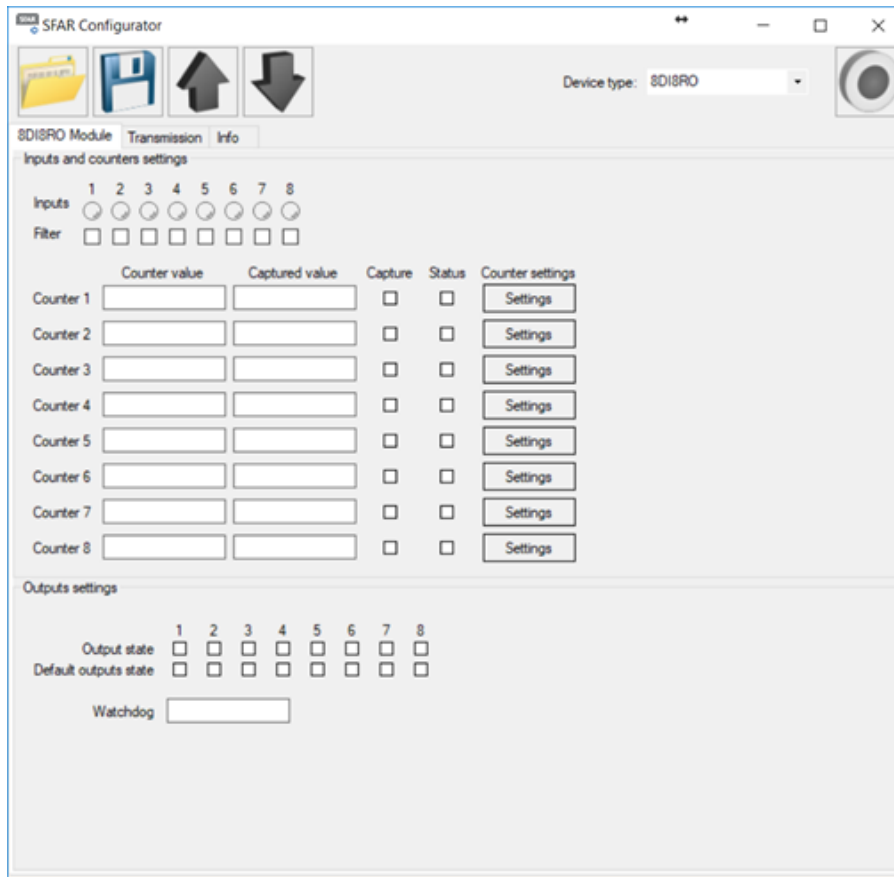 SFAR SFAR Configurator
Device type: 8DI8RO
8DI8RO Module Transmission Info
Inputs and counters settings
1 2 3 4 5 6 7 8
Inputs
Filter
Counter value Captured value Capture Status Counter settings
Counter 1 Settings
Counter 2 Settings
Counter 3 Settings
Counter 4 Settings
Counter 5 Settings
Counter 6 Settings
Counter 7 Settings
Counter 8 Settings
Outputs settings
1 2 3 4 5 6 7 8
Output state
Default outputs state
Watchdog